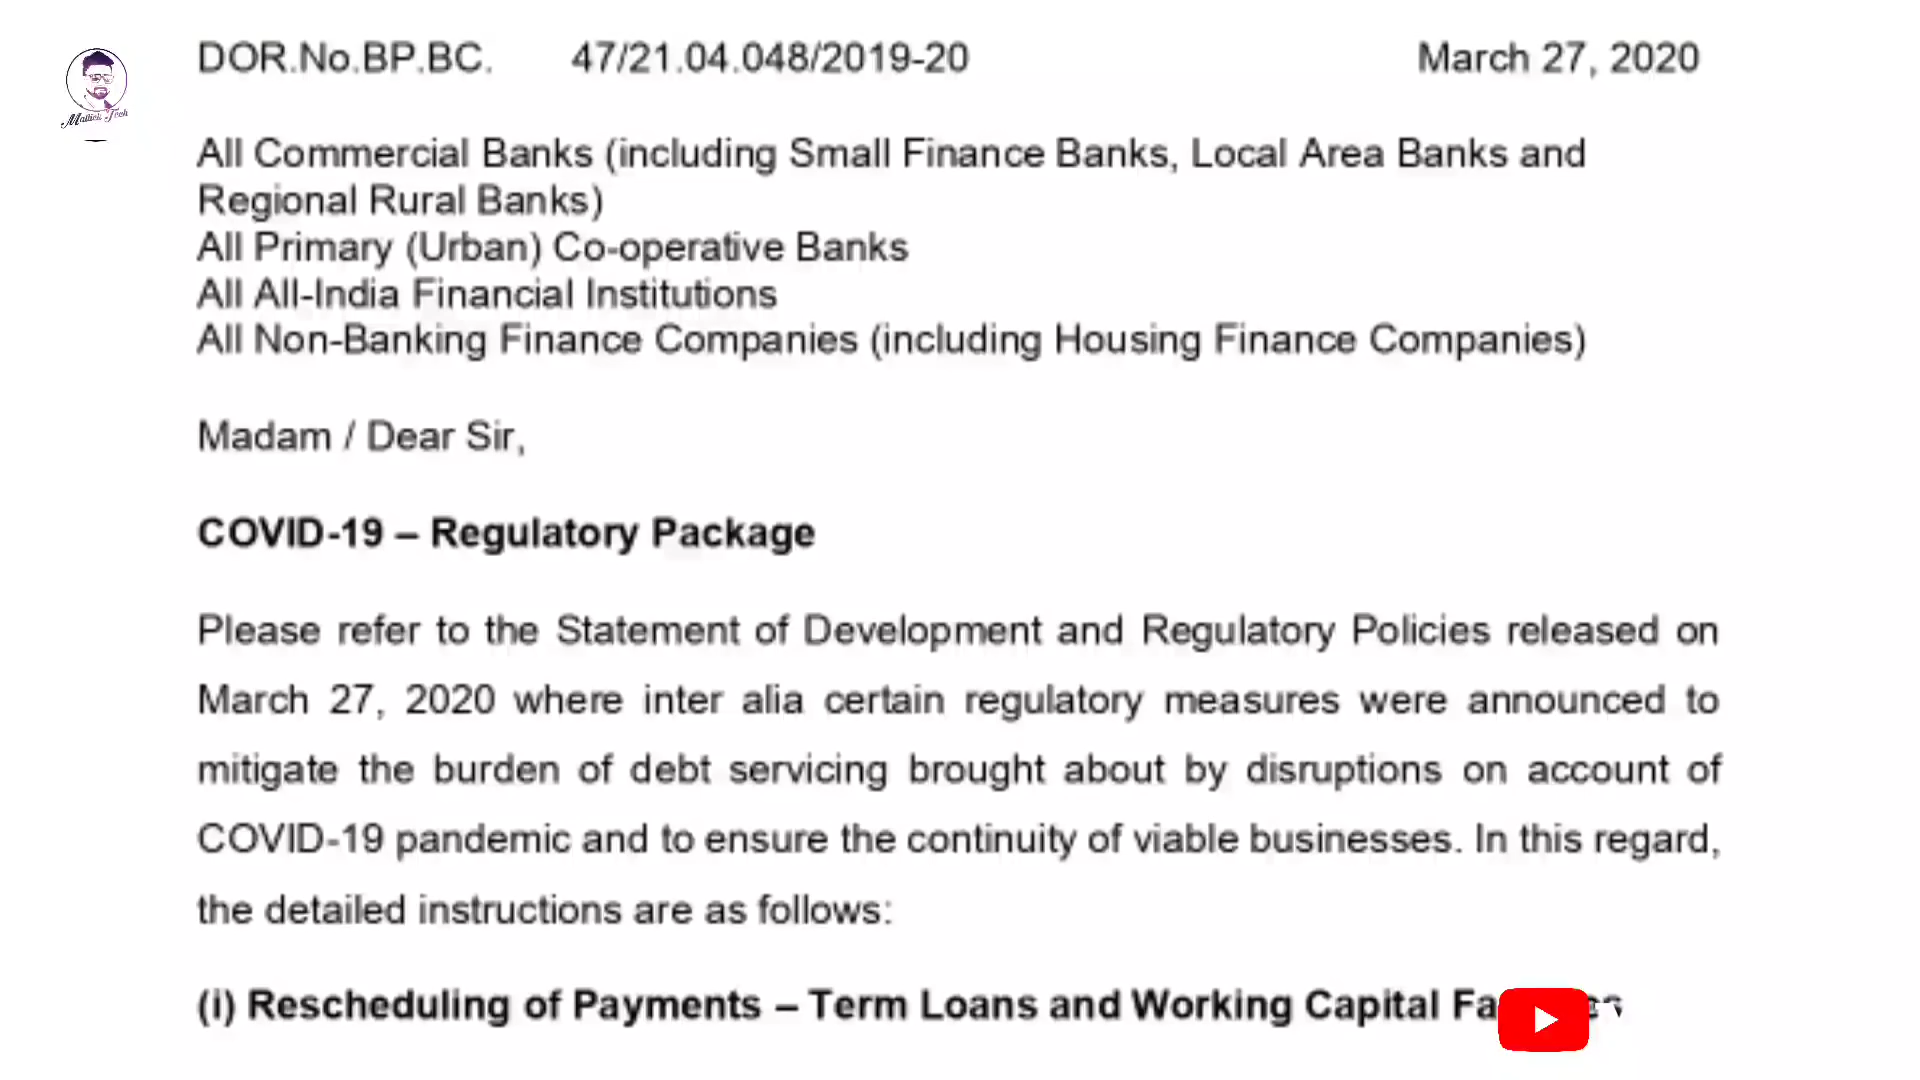 DOR.No.BP.BC. 47/21.04.048/2019-20 March 27, 2020
Mallick Tech
All Commercial Banks (including Small Finance Banks, Local Area Banks and
Regional Rural Banks)
All Primary (Urban) Co-operative Banks
All All-India Financial Institutions
All Non-Banking Finance Companies (including Housing Finance Companies)
Madam / Dear Sir,
COVID-19 – Regulatory Package
Please refer to the Statement of Development and Regulatory Policies released on
March 27, 2020 where inter alia certain regulatory measures were announced to
mitigate the burden of debt servicing brought about by disruptions on account of
COVID-19 pandemic and to ensure the continuity of viable businesses. In this regard,
the detailed instructions are as follows:
(i) Rescheduling of Payments – Term Loans and Working Capital